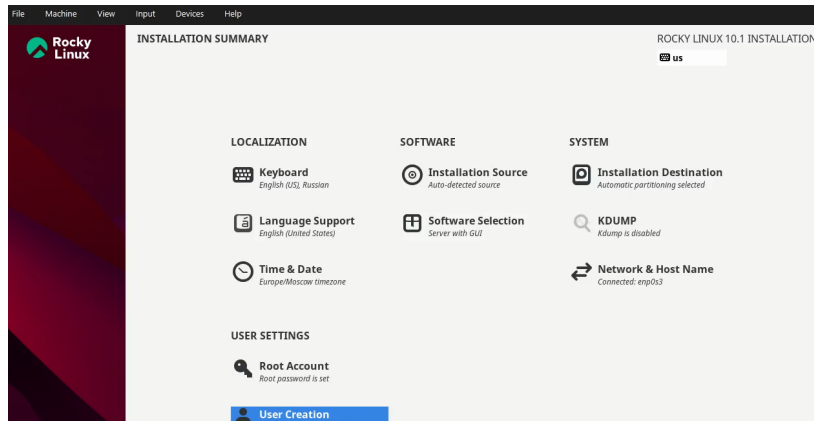 File Machine View Input Devices Help
Rocky
Linux
INSTALLATION SUMMARY
ROCKY LINUX 10.1 INSTALLATION
us
LOCALIZATION
Keyboard
English (US), Russian
Language Support
English (United States)
Time & Date
Europe/Moscow timezone
SOFTWARE
Installation Source
Auto-detected source
Software Selection
Server with GUI
SYSTEM
Installation Destination
Automatic partitioning selected
KDUMP
Kdump is disabled
Network & Host Name
Connected: enp0s3
USER SETTINGS
Root Account
Root password is set
User Creation